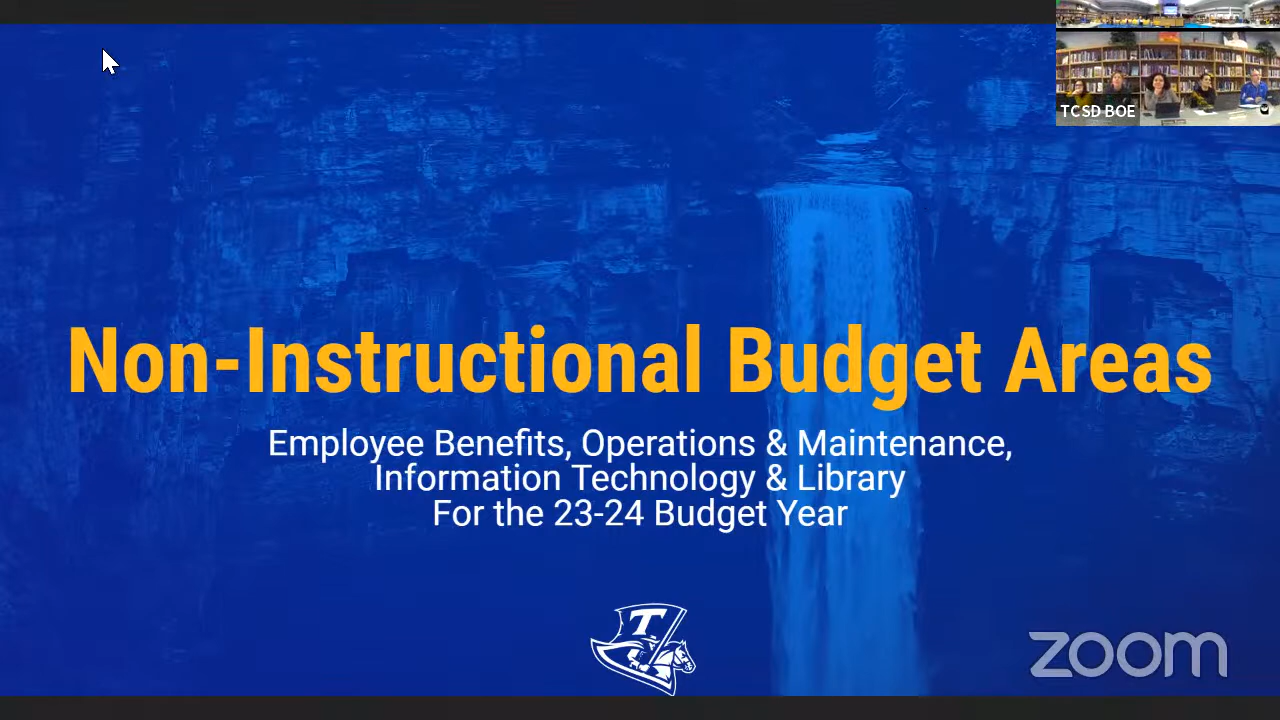 TCSD BOE
Non-Instructional Budget Areas
Employee Benefits, Operations & Maintenance,
Information Technology & Library
For the 23-24 Budget Year
T
zoom